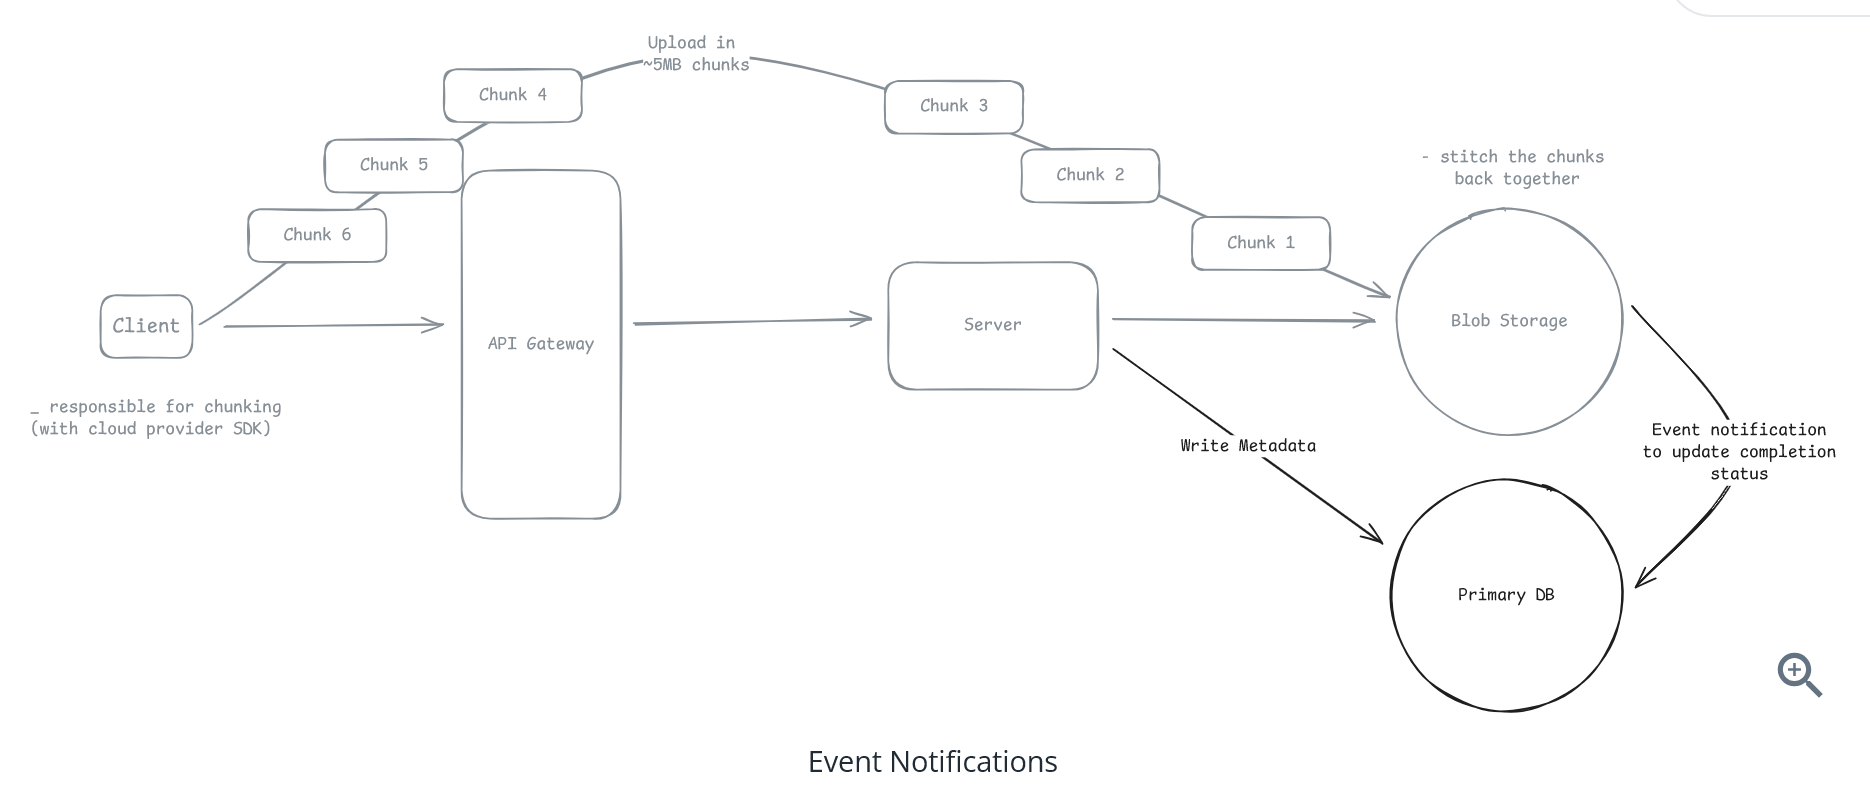 Upload in
~5MB chunks
Chunk 4
Chunk 3
Chunk 5
Chunk 2
- stitch the chunks
back together
Chunk 6
Chunk 1
Client
API Gateway
Server
Blob Storage
_ responsible for chunking
(with cloud provider SDK)
Write Metadata
Event notification
to update completion
status
Primary DB
Event Notifications